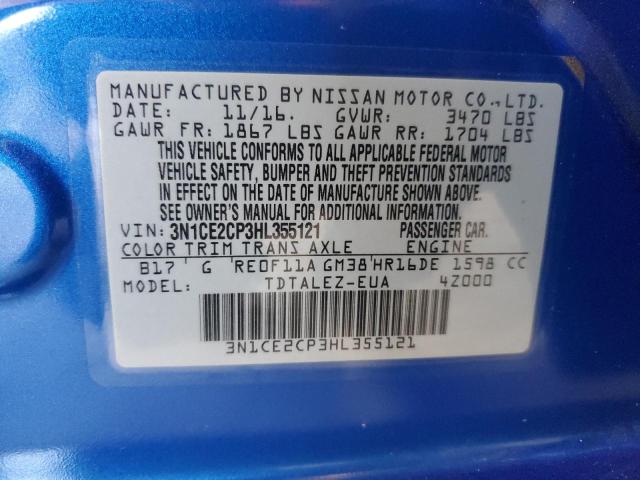 MANUFACTURED BY NISSAN MOTOR CO.,LTD.
DATE: 11/16. GVWR: 3470 LBS
GAWR FR: 1867 LBS GAWR RR: 1704 LBS
THIS VEHICLE CONFORMS TO ALL APPLICABLE FEDERAL MOTOR
VEHICLE SAFETY, BUMPER AND THEFT PREVENTION STANDARDS
IN EFFECT ON THE DATE OF MANUFACTURE SHOWN ABOVE.
SEE OWNER'S MANUAL FOR ADDITIONAL INFORMATION.
VIN: 3N1CE2CP3HL355121 PASSENGER CAR.
COLOR TRIM TRANS AXLE ENGINE
B17 G RE0F11A GM38 HR16DE 1598 CC
MODEL: TDTALEZ-EUA 4Z000
3N1CE2CP3HL355121